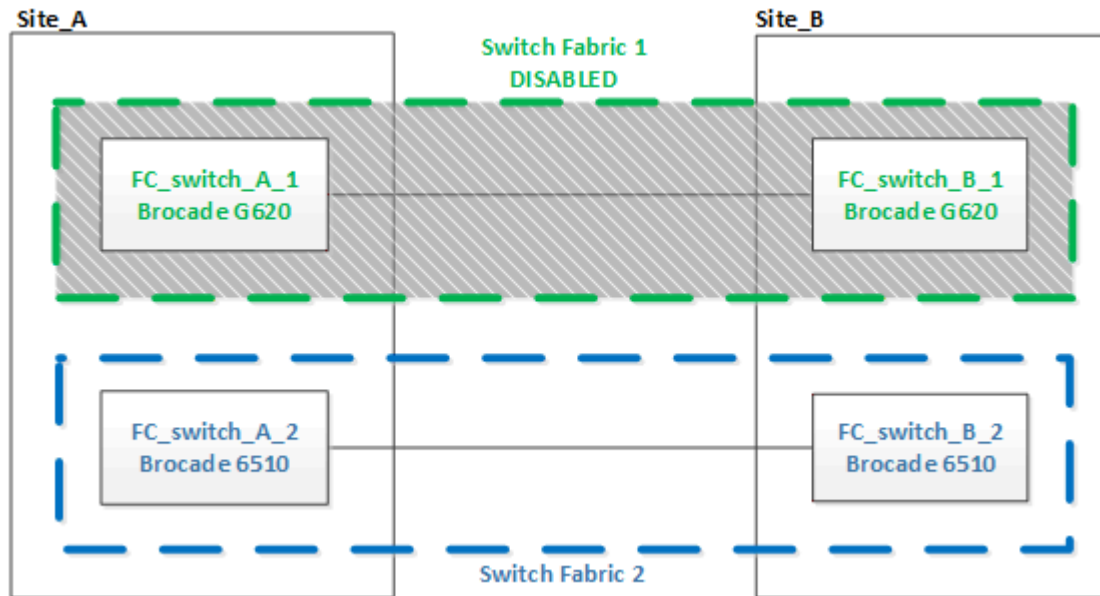 Site_A
Site_B
Switch Fabric 1
DISABLED
FC_switch_A_1
Brocade G620
FC_switch_B_1
Brocade G620
FC_switch_A_2
Brocade 6510
FC_switch_B_2
Brocade 6510
Switch Fabric 2